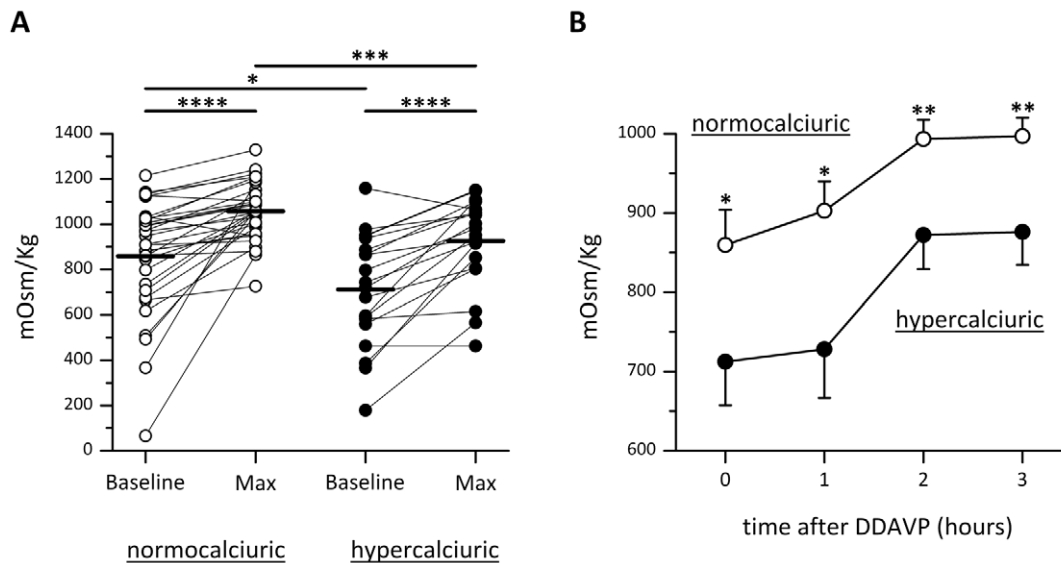 A
***
*
****
****
mOsm/Kg
1400
1200
1000
800
600
400
200
0
Baseline
Max
Baseline
Max
normocalciuric
hypercalciuric
B
normocalciuric
*
*
**
**
hypercalciuric
mOsm/Kg
1000
900
800
700
600
0
1
2
3
time after DDAVP (hours)